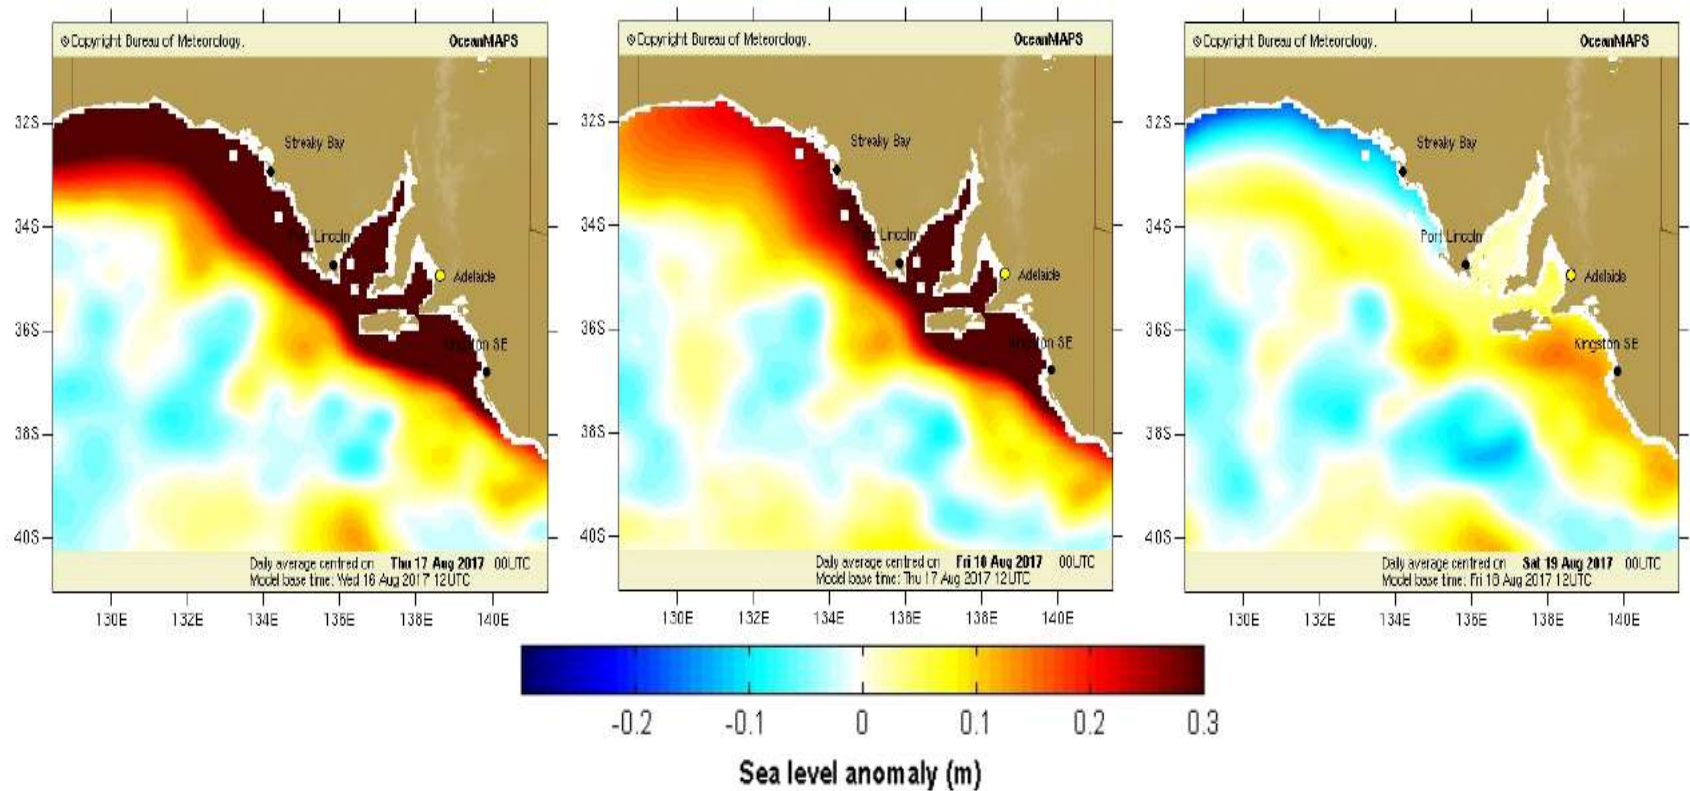 © Copyright Bureau of Meteorology. OceanMAPS
© Copyright Bureau of Meteorology. OceanMAPS
© Copyright Bureau of Meteorology. OceanMAPS
32S
34S
36S
38S
40S
Streaky Bay
Port Lincoln
Adelaide
Kingston SE
Daily average centred on Thu 17 Aug 2017 00UTC
Model base time: Wed 16 Aug 2017 12UTC
130E 132E 134E 136E 138E 140E
32S
34S
36S
38S
40S
Streaky Bay
Lincoln
Adelaide
Kingston SE
Daily average centred on Fri 18 Aug 2017 00UTC
Model base time: Thu 17 Aug 2017 12UTC
130E 132E 134E 136E 138E 140E
32S
34S
36S
38S
40S
Streaky Bay
Port Lincoln
Adelaide
Kingston SE
Daily average centred on Sat 19 Aug 2017 00UTC
Model base time: Fri 18 Aug 2017 12UTC
130E 132E 134E 136E 138E 140E
-0.2 -0.1 0 0.1 0.2 0.3
Sea level anomaly (m)